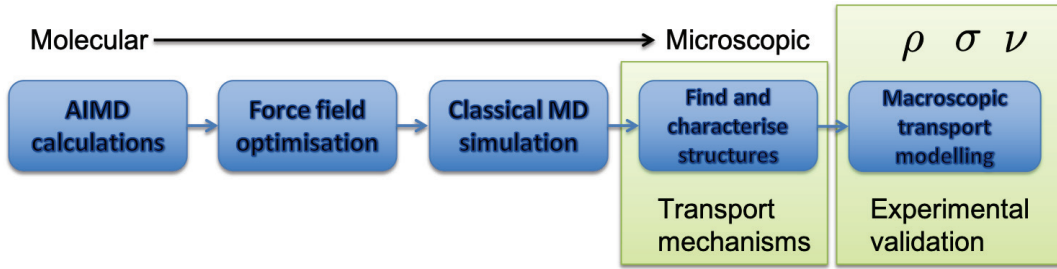 Molecular
Microscopic
ρ σ ν
AIMD
calculations
Force field
optimisation
Classical MD
simulation
Find and
characterise
structures
Macroscopic
transport
modelling
Transport
mechanisms
Experimental
validation